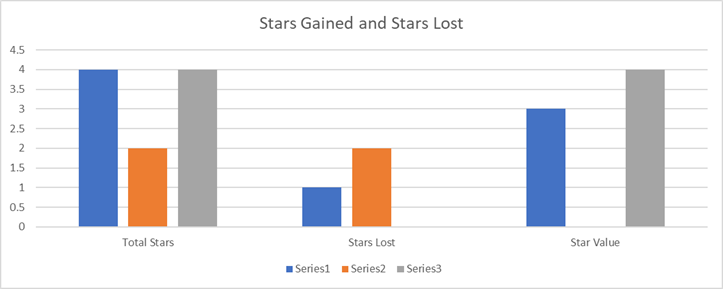 Stars Gained and Stars Lost
4.5
4
3.5
3
2.5
2
1.5
1
0.5
0
Total Stars
Stars Lost
Star Value
Series1 Series2 Series3